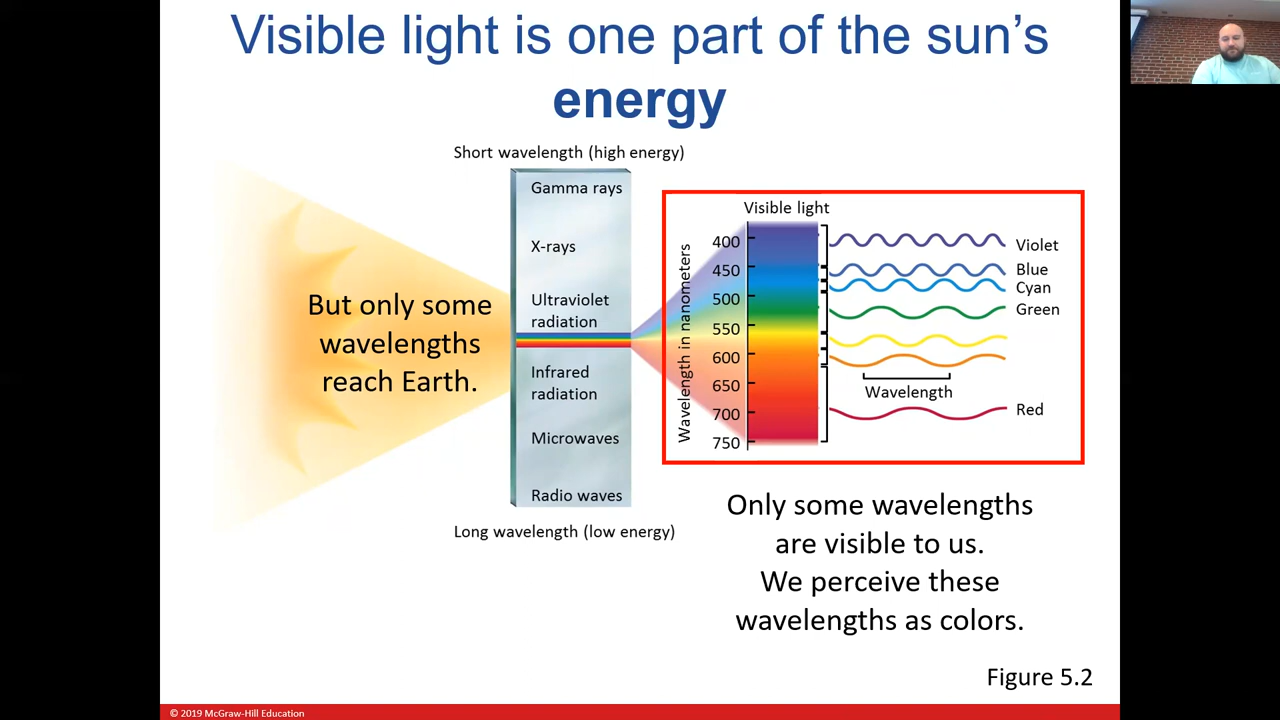 Visible light is one part of the sun’s
energy
Short wavelength (high energy)
Gamma rays
X-rays
Ultraviolet
radiation
Infrared
radiation
Microwaves
Radio waves
Long wavelength (low energy)
But only some
wavelengths
reach Earth.
Visible light
Wavelength in nanometers
400
450
500
550
600
650
700
750
Violet
Blue
Cyan
Green
Wavelength
Red
Only some wavelengths
are visible to us.
We perceive these
wavelengths as colors.
Figure 5.2
© 2019 McGraw-Hill Education